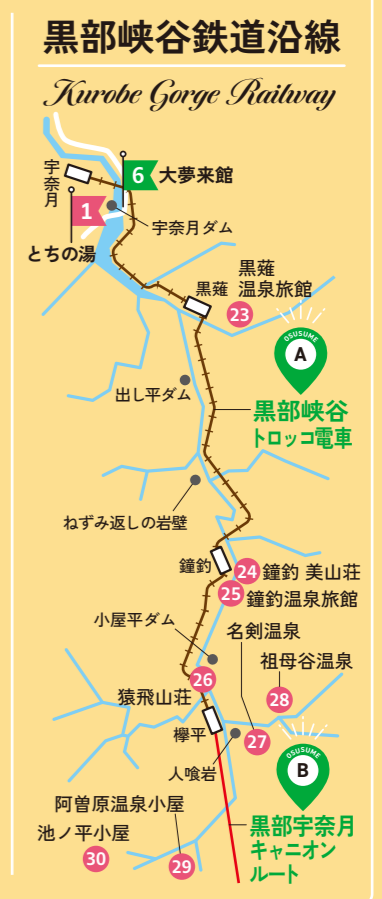 黒部峡谷鉄道沿線
Kurobe Gorge Railway
宇奈月
6 大夢来館
1
宇奈月ダム
とちの湯
黒薙
黒薙
温泉旅館
23
OSUSUME
A
出し平ダム
黒部峡谷
トロッコ電車
ねずみ返しの岩壁
鐘釣
24 鐘釣 美山荘
25 鐘釣温泉旅館
小屋平ダム
名剣温泉
祖母谷温泉
26
猿飛山荘
28
欅平
27
OSUSUME
B
人喰岩
阿曽原温泉小屋
黒部宇奈月
キャニオン
ルート
池ノ平小屋
30
29